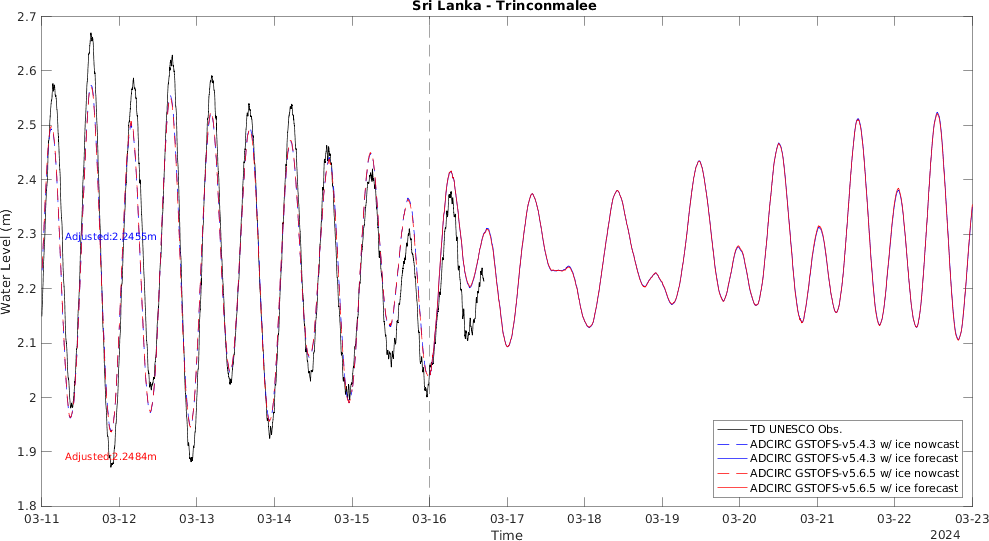 Sri Lanka - Trinconmalee
2.7
2.6
2.5
2.4
2.3
2.2
2.1
2
1.9
1.8
Water Level (m)
Adjusted:2.2455m
Adjusted:2.2484m
TD UNESCO Obs.
ADCIRC GSTOFS-v5.4.3 w/ ice nowcast
ADCIRC GSTOFS-v5.4.3 w/ ice forecast
ADCIRC GSTOFS-v5.6.5 w/ ice nowcast
ADCIRC GSTOFS-v5.6.5 w/ ice forecast
03-11 03-12 03-13 03-14 03-15 03-16 03-17 03-18 03-19 03-20 03-21 03-22 03-23
Time
2024